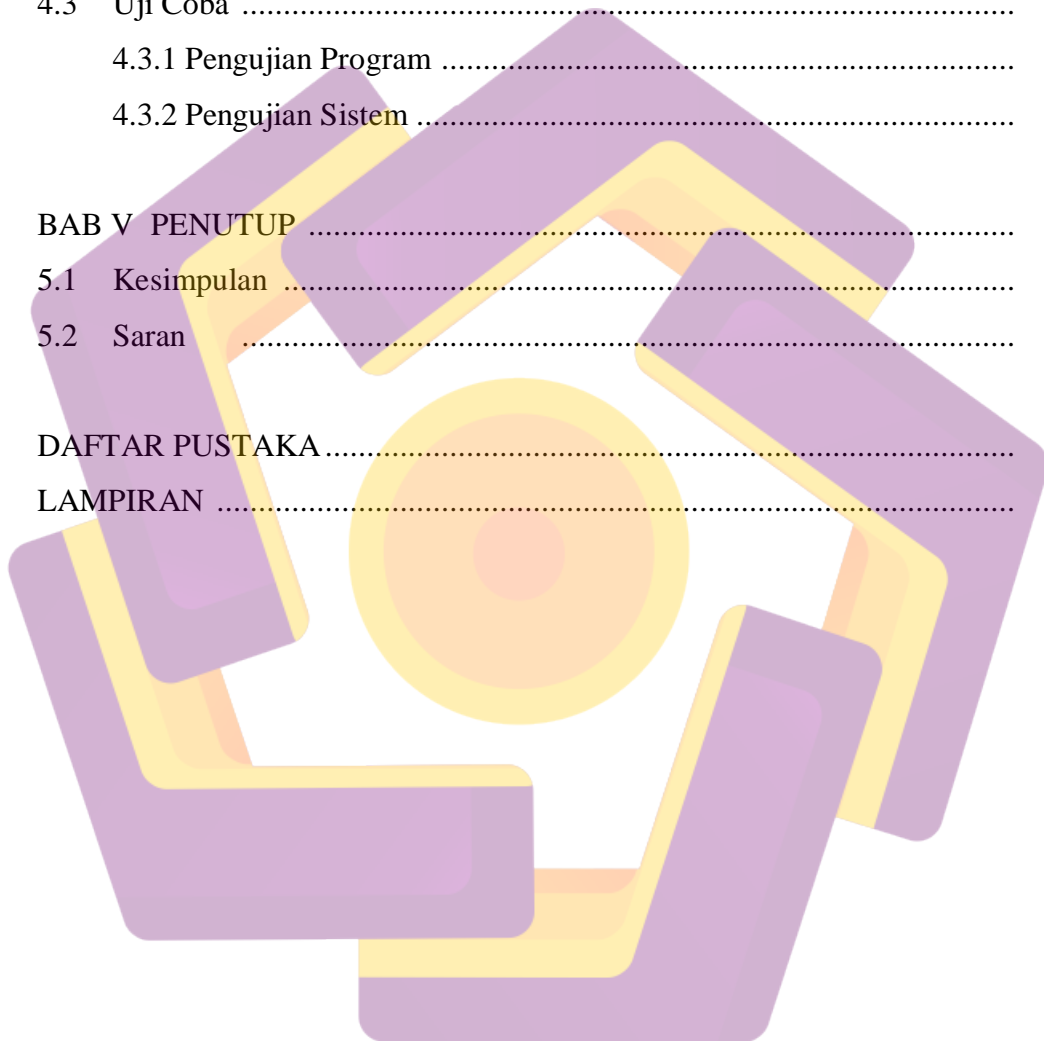 4.3 Uji Coba ........................................................................................
4.3.1 Pengujian Program ................................................................
4.3.2 Pengujian Sistem ...................................................................
BAB V PENUTUP ................................................................................
5.1 Kesimpulan ...................................................................................
5.2 Saran ........................................................................................
DAFTAR PUSTAKA ..............................................................................
LAMPIRAN ..........................................................................................